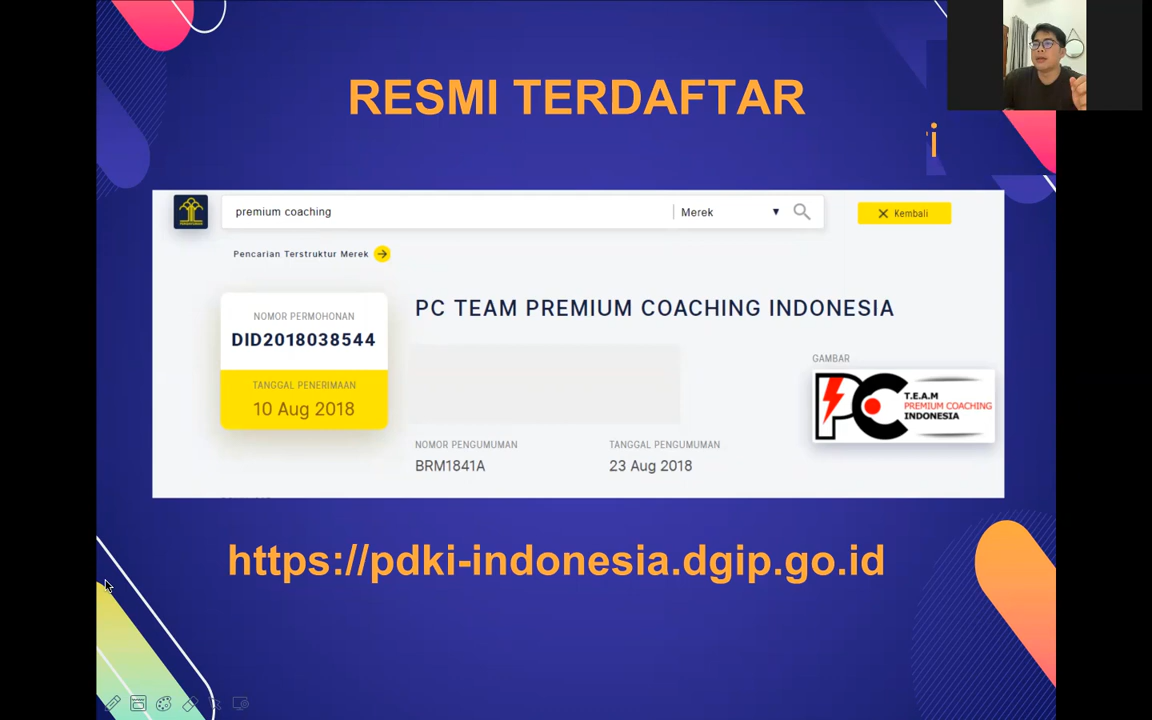 RESMI TERDAFTAR
i
premium coaching
Merek
Kembali
Pencarian Terstruktur Merek
NOMOR PERMOHONAN
DID2018038544
TANGGAL PENERIMAAN
10 Aug 2018
PC TEAM PREMIUM COACHING INDONESIA
NOMOR PENGUMUMAN
BRM1841A
TANGGAL PENGUMUMAN
23 Aug 2018
GAMBAR
PC
T.E.A.M
PREMIUM COACHING
INDONESIA
https://pdki-indonesia.dgip.go.id